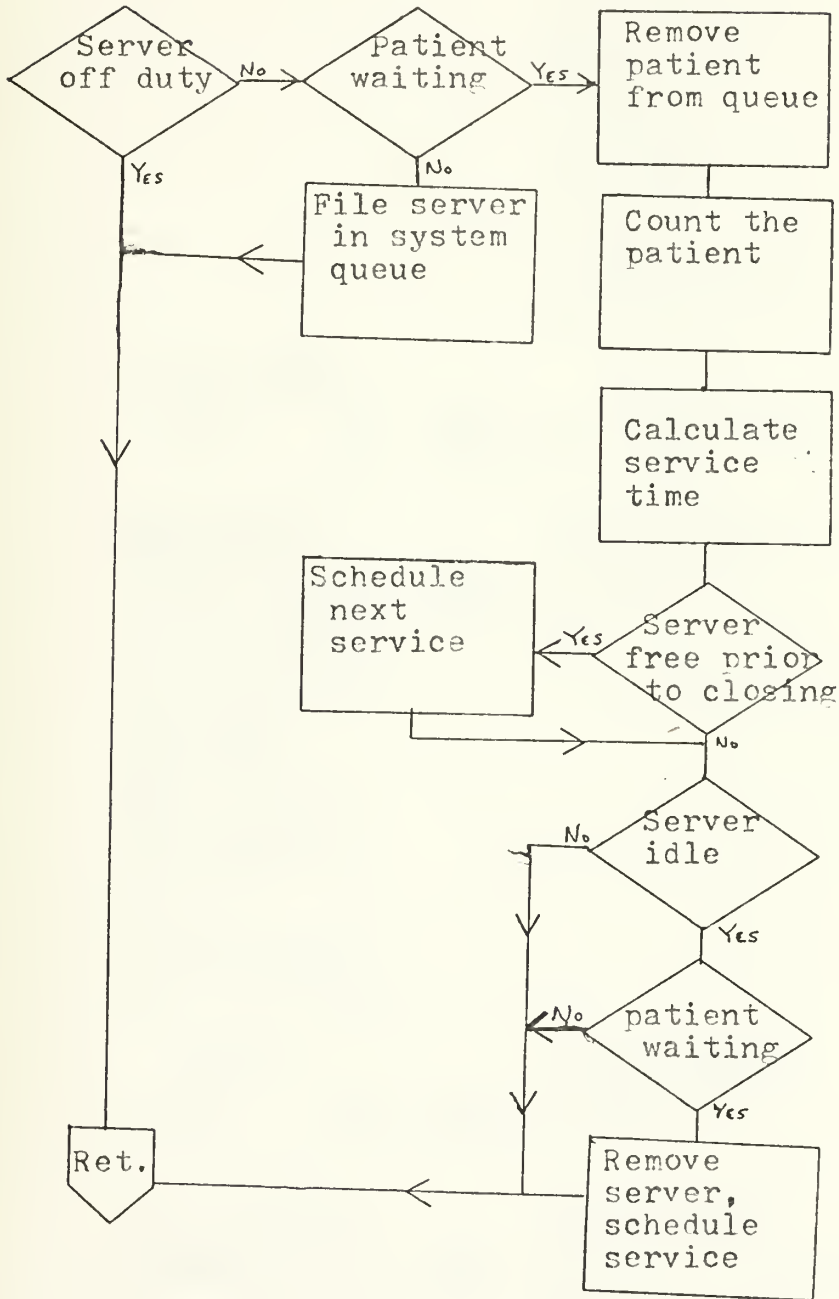 Server
off duty
No
Patient
waiting
Yes
Remove
patient
from queue
Yes
No
File server
in system
queue
Count the
patient
Calculate
service
time
Schedule
next
service
Yes
Server
free prior
to closing
No
No
Server
idle
Yes
No
patient
waiting
Yes
Ret.
Remove
server,
schedule
service